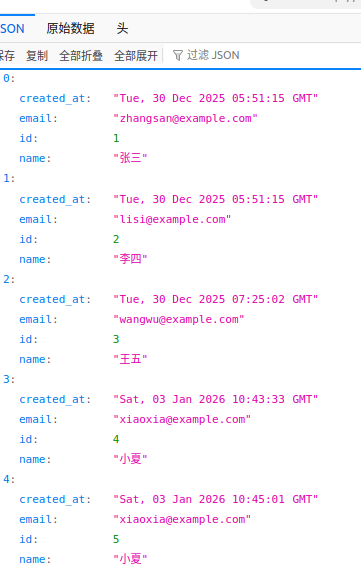 SON 原始数据 头
保存 复制 全部折叠 全部展开 过滤 JSON
0:
created_at: "Tue, 30 Dec 2025 05:51:15 GMT"
email: "zhangsan@example.com"
id: 1
name: "张三"
1:
created_at: "Tue, 30 Dec 2025 05:51:15 GMT"
email: "lisi@example.com"
id: 2
name: "李四"
2:
created_at: "Tue, 30 Dec 2025 07:25:02 GMT"
email: "wangwu@example.com"
id: 3
name: "王五"
3:
created_at: "Sat, 03 Jan 2026 10:43:33 GMT"
email: "xiaoxia@example.com"
id: 4
name: "小夏"
4:
created_at: "Sat, 03 Jan 2026 10:45:01 GMT"
email: "xiaoxia@example.com"
id: 5
name: "小夏"